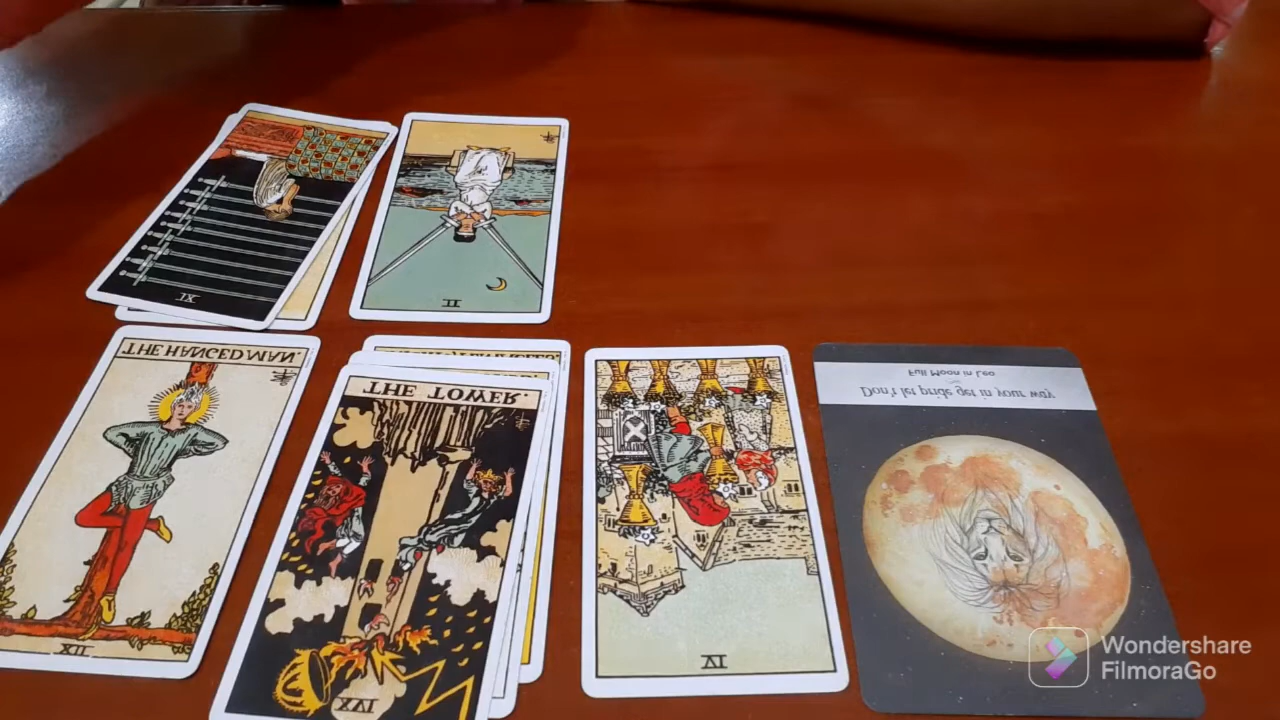 IX
II
THE HANGED MAN.
XII
THE TOWER.
XVI
VI
Don't let pride get in your way
Full Moon in Leo
Wondershare
FilmoraGo